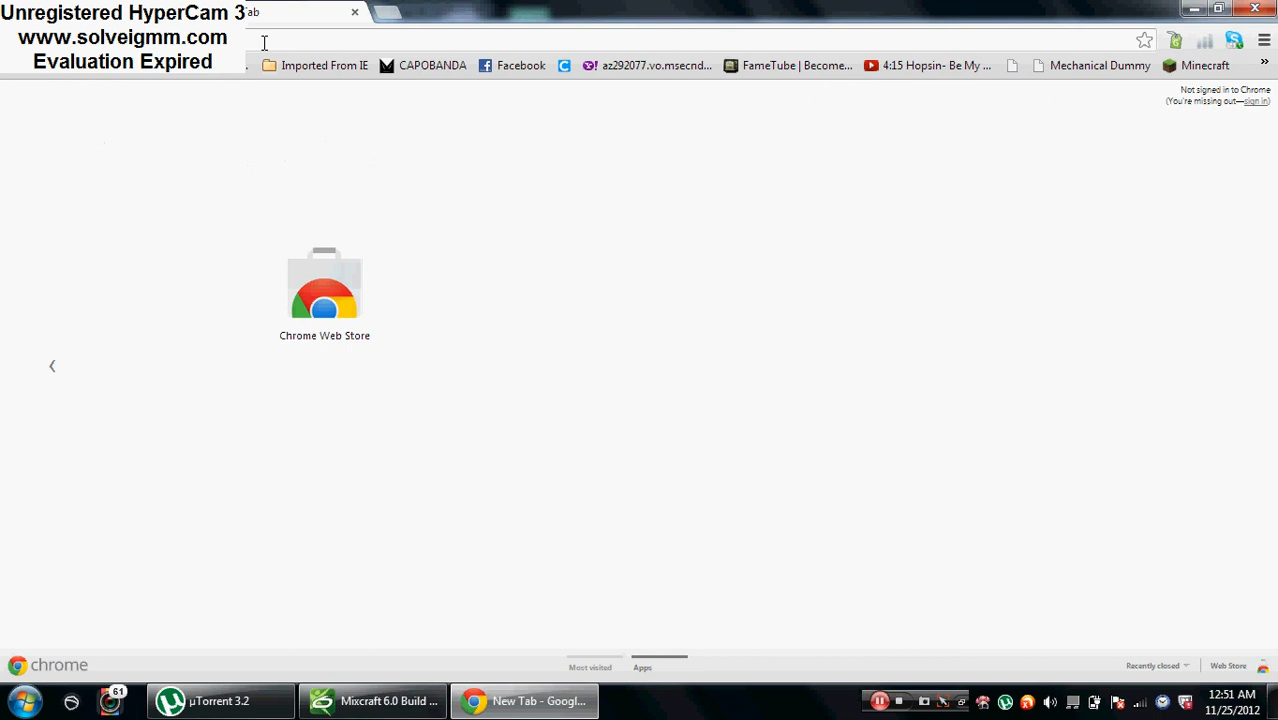 Unregistered HyperCam 3
www.solveigmm.com
Evaluation Expired
ab
Imported From IE
CAPOBANDA
Facebook
az292077.vo.msecnd...
FameTube | Become...
4:15 Hopsin- Be My ...
Mechanical Dummy
Minecraft
Not signed in to Chrome
(You're missing out—sign in)
Chrome Web Store
chrome
Most visited
Apps
Recently closed
Web Store
61
µTorrent 3.2
Mixcraft 6.0 Build ...
New Tab - Googl...
12:51 AM
11/25/2012